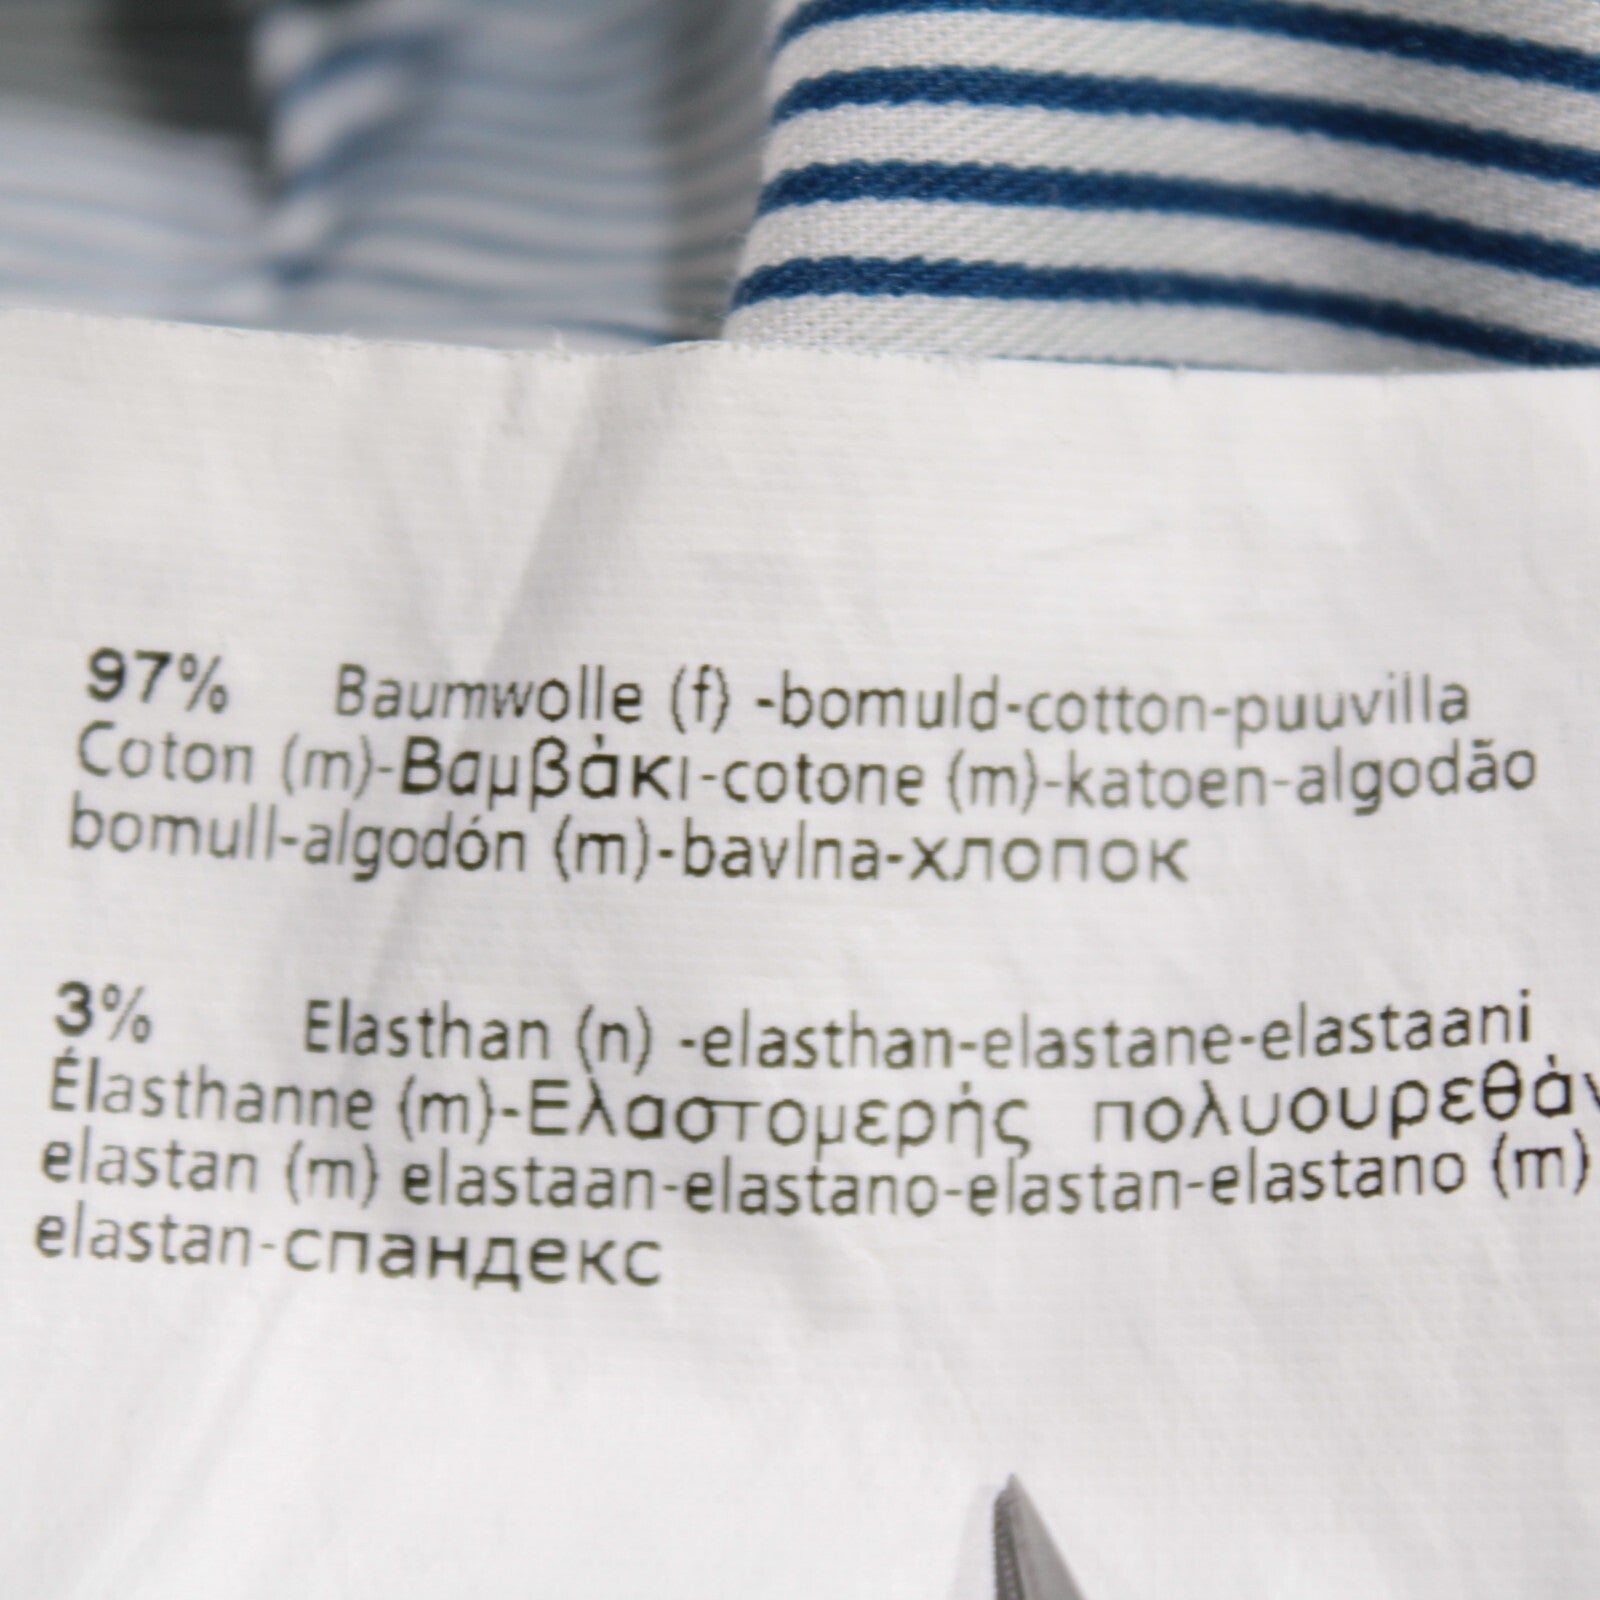 97% Baumwolle (f) -bomuld-cotton-puuvilla
Coton (m)-Βαμβάκι-cotone (m)-katoen-algodão
bomull-algodón (m)-bavlna-хлопок
3% Elasthan (n) -elasthan-elastane-elastaani
Élasthanne (m)-Ελαστομερής
elastan (m) elastaan-elastano-elastan-elastano (m)
elastan-спандекс